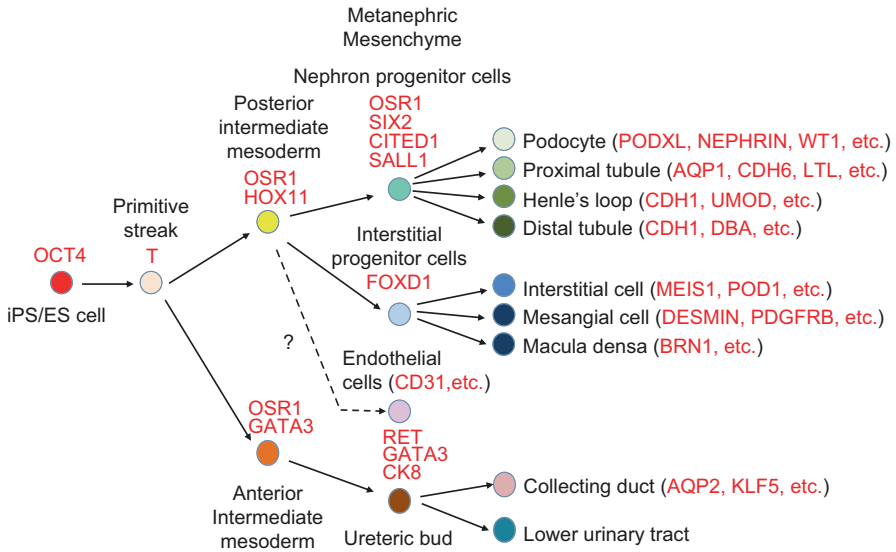 Metanephric
Mesenchyme
Nephron progenitor cells
OSR1
SIX2
CITED1
SALL1
Posterior
intermediate
mesoderm
OSR1
HOX11
Primitive
streak
T
OCT4
iPS/ES cell
Podocyte (PODXL, NEPHRIN, WT1, etc.)
Proximal tubule (AQP1, CDH6, LTL, etc.)
Henle's loop (CDH1, UMOD, etc.)
Distal tubule (CDH1, DBA, etc.)
Interstitial
progenitor cells
FOXD1
Interstitial cell (MEIS1, POD1, etc.)
Mesangial cell (DESMIN, PDGFRB, etc.)
Macula densa (BRN1, etc.)
?
Endothelial
cells (CD31,etc.)
OSR1
GATA3
Anterior
Intermediate
mesoderm
RET
GATA3
CK8
Ureteric bud
Collecting duct (AQP2, KLF5, etc.)
Lower urinary tract